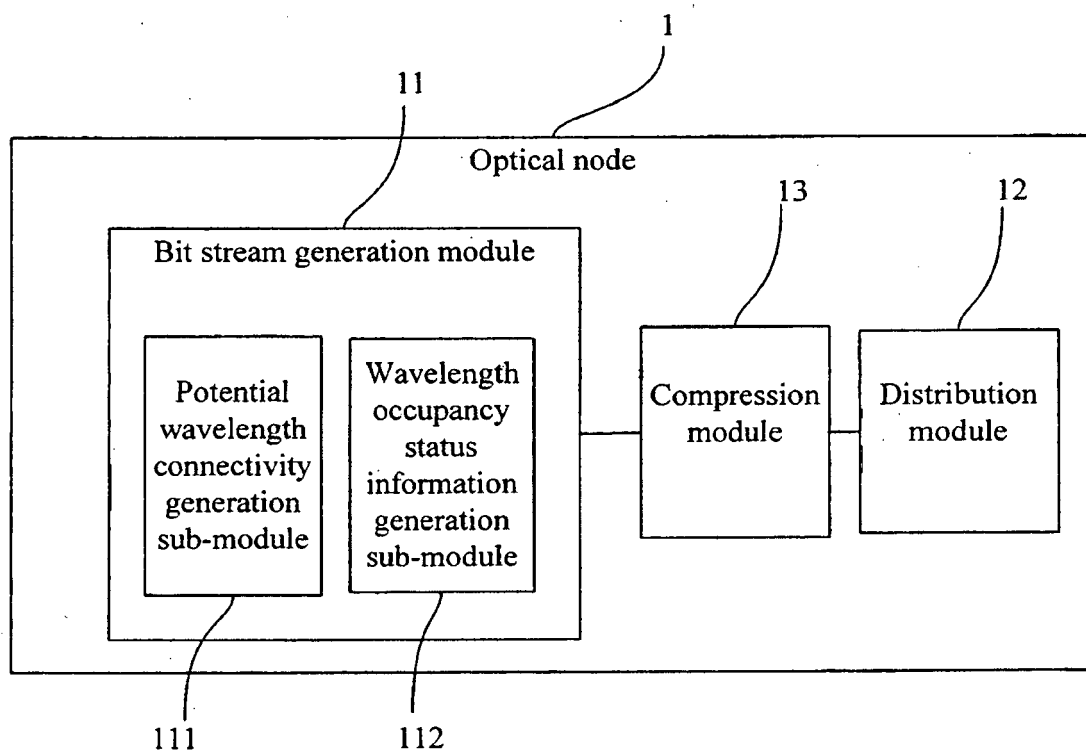 1
11
Optical node
13
12
Bit stream generation module
Potential
wavelength
connectivity
generation
sub-module
Wavelength
occupancy
status
information
generation
sub-module
Compression
module
Distribution
module
111
112